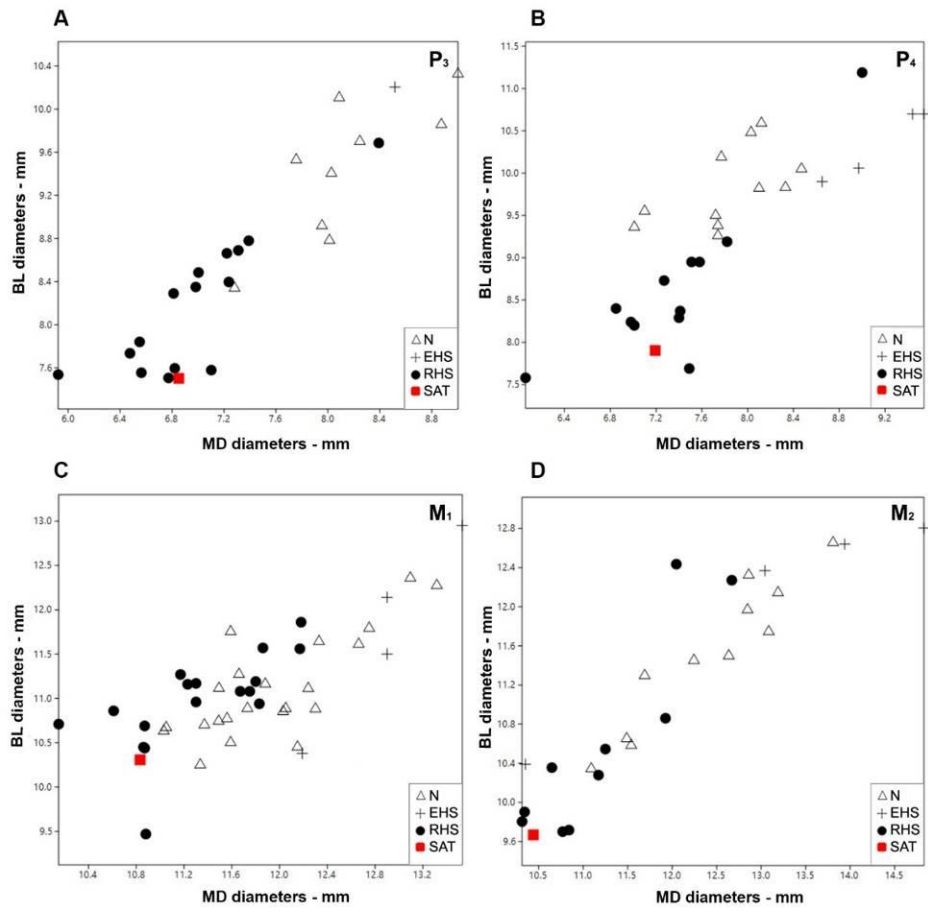 A
P₃
BL diameters - mm
10.4
10.0
9.6
9.2
8.8
8.4
8.0
7.6
6.0 6.4 6.8 7.2 7.6 8.0 8.4 8.8
MD diameters - mm
N
EHS
RHS
SAT
B
P₄
BL diameters - mm
11.5
11.0
10.5
10.0
9.5
9.0
8.5
8.0
7.5
6.4 6.8 7.2 7.6 8.0 8.4 8.8 9.2
MD diameters - mm
N
EHS
RHS
SAT
C
M₁
BL diameters - mm
13.0
12.5
12.0
11.5
11.0
10.5
10.0
9.5
10.4 10.8 11.2 11.6 12.0 12.4 12.8 13.2
MD diameters - mm
N
EHS
RHS
SAT
D
M₂
BL diameters - mm
12.8
12.4
12.0
11.6
11.2
10.8
10.4
10.0
9.6
10.5 11.0 11.5 12.0 12.5 13.0 13.5 14.0 14.5
MD diameters - mm
N
EHS
RHS
SAT